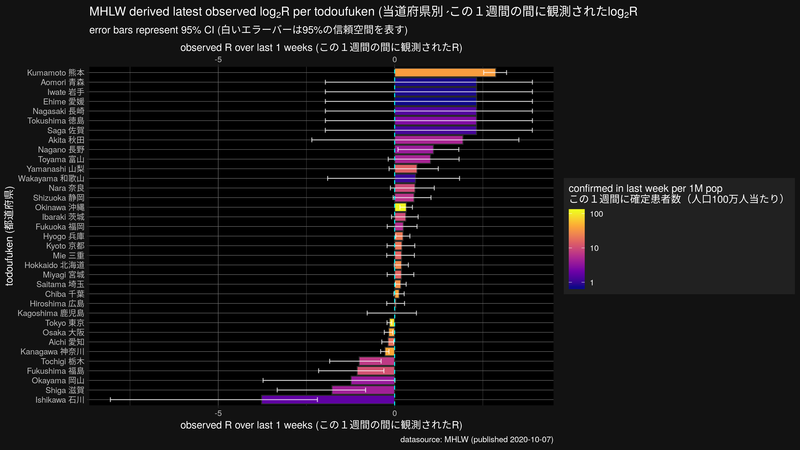 MHLW derived latest observed log₂R per todoufuken (当道府県別 -この１週間の間に観測されたlog₂R
error bars represent 95% CI (白いエラーバーは95%の信頼空間を表す)
observed R over last 1 weeks (この１週間の間に観測されたR)
-5 0
Kumamoto 熊本
Aomori 青森
Iwate 岩手
Ehime 愛媛
Nagasaki 長崎
Tokushima 徳島
Saga 佐賀
Akita 秋田
Nagano 長野
Toyama 富山
Yamanashi 山梨
Wakayama 和歌山
Nara 奈良
Shizuoka 静岡
Okinawa 沖縄
Ibaraki 茨城
Fukuoka 福岡
Hyogo 兵庫
Kyoto 京都
Mie 三重
Hokkaido 北海道
Miyagi 宮城
Saitama 埼玉
Chiba 千葉
Hiroshima 広島
Kagoshima 鹿児島
Tokyo 東京
Osaka 大阪
Aichi 愛知
Kanagawa 神奈川
Tochigi 栃木
Fukushima 福島
Okayama 岡山
Shiga 滋賀
Ishikawa 石川
todoufuken (都道府県)
-5 0
observed R over last 1 weeks (この１週間の間に観測されたR)
datasource: MHLW (published 2020-10-07)
confirmed in last week per 1M pop
この１週間に確定患者数（人口100万人当たり）
100
10
1